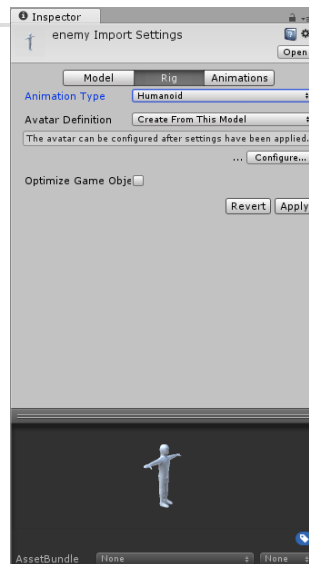 Inspector
enemy Import Settings
Open
Model Rig Animations
Animation Type Humanoid
Avatar Definition Create From This Model
The avatar can be configured after settings have been applied.
... Configure...
Optimize Game Obje
Revert Apply
AssetBundle None None